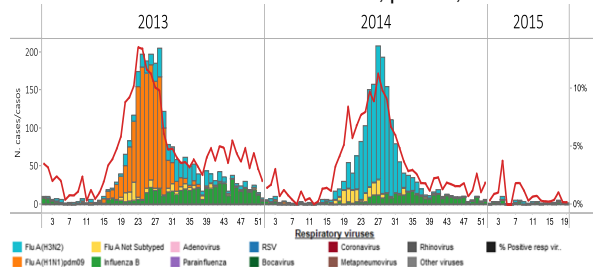 2013 2014 2015
200
150
100
50
0
N. cases/casos
10%
5%
0%
3 7 11 15 19 23 27 31 35 39 43 47 51 3 7 11 15 19 23 27 31 35 39 43 47 51 3 7 11 15 19
Respiratory viruses
Flu A(H3N2) Flu A Not Subtyped Adenovirus RSV Coronavirus Rhinovirus % Positive resp vir..
Flu A(H1N1)pdm09 Influenza B Parainfluenza Bocavirus Metapneumovirus Other viruses